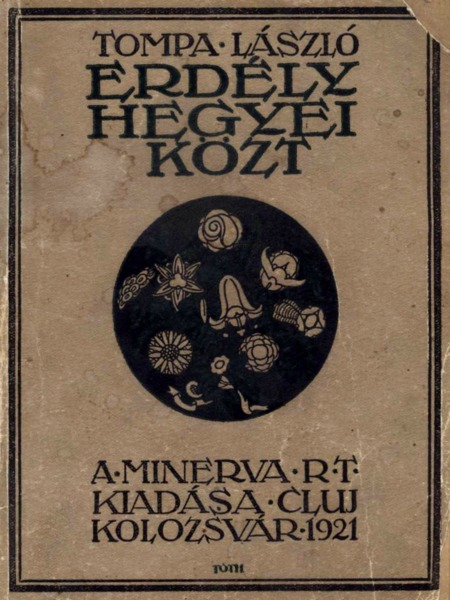 TOMPA·LÁSZLÓ
ERDÉLY
HEGYEI
KÖZT
A·MINERVA·R·T·
KIADÁSA·CLUJ
KOLOZSVÁR·1921
TÓTH